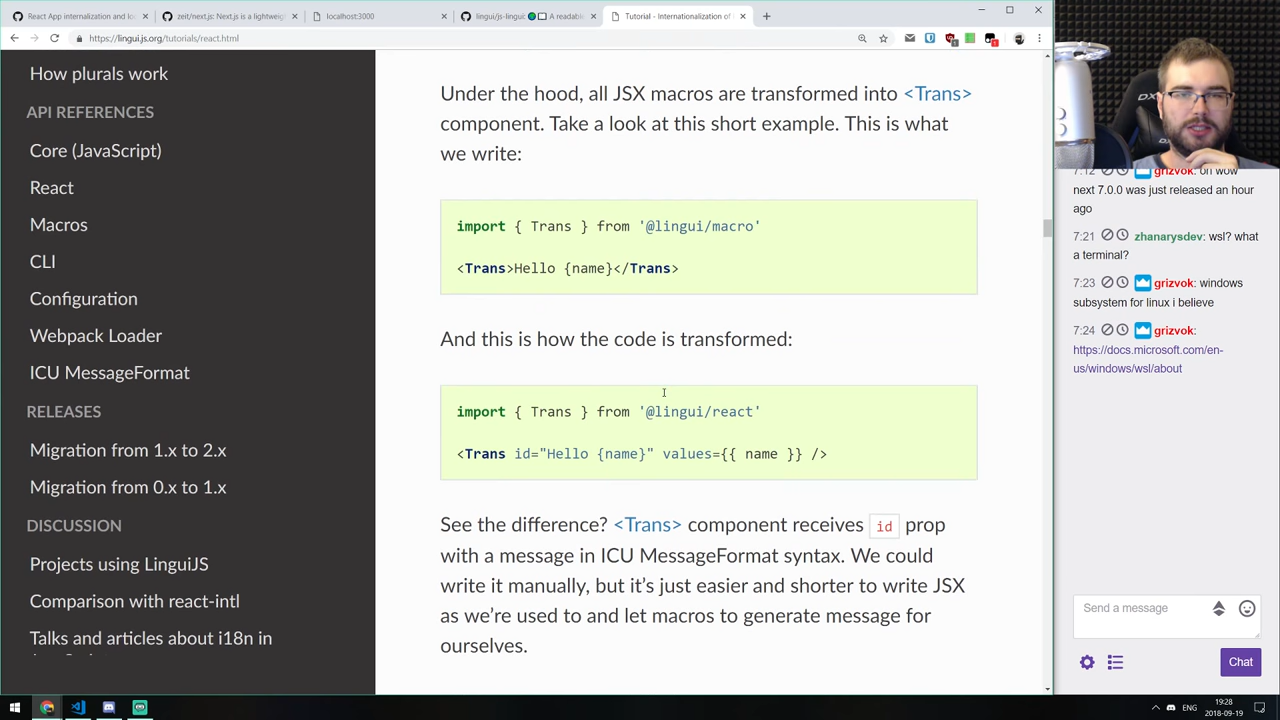 React App internalization and lo
zeit/next.js: Next.js is a lightweigh
localhost:3000
lingui/js-lingui: A readable
Tutorial - Internationalization of
https://lingui.js.org/tutorials/react.html
How plurals work
API REFERENCES
Core (JavaScript)
React
Macros
CLI
Configuration
Webpack Loader
ICU MessageFormat
RELEASES
Migration from 1.x to 2.x
Migration from 0.x to 1.x
DISCUSSION
Projects using LinguiJS
Comparison with react-intl
Talks and articles about i18n in
Under the hood, all JSX macros are transformed into <Trans>
component. Take a look at this short example. This is what
we write:
import { Trans } from '@lingui/macro'
<Trans>Hello {name}</Trans>
And this is how the code is transformed:
import { Trans } from '@lingui/react'
<Trans id="Hello {name}" values={{ name }} />
See the difference? <Trans> component receives id prop
with a message in ICU MessageFormat syntax. We could
write it manually, but it's just easier and shorter to write JSX
as we're used to and let macros to generate message for
ourselves.
7:12 grizvok: oh wow
next 7.0.0 was just released an hour
ago
7:21 zhanarysdev: wsl? what
a terminal?
7:23 grizvok: windows
subsystem for linux i believe
7:24 grizvok:
https://docs.microsoft.com/en-
us/windows/wsl/about
Send a message
Chat
ENG
19:28
2018-09-19